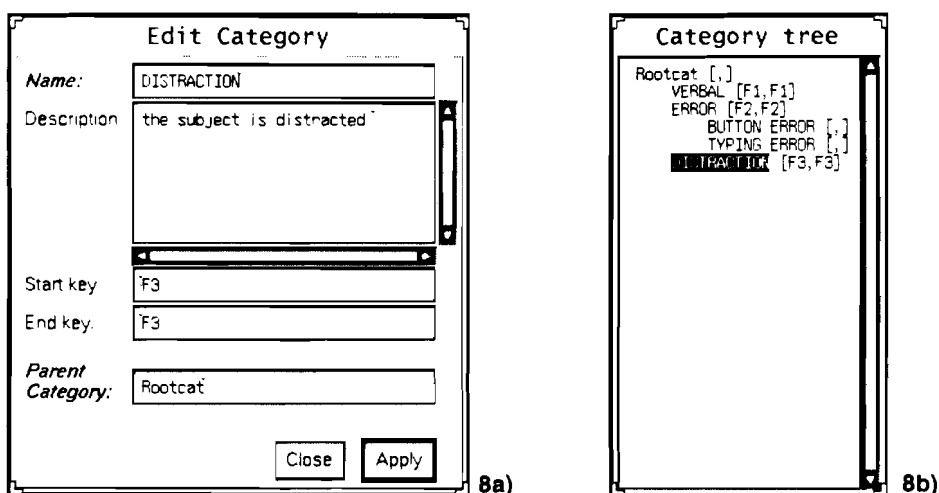 Edit Category
Name:
DISTRACTION
Description
the subject is distracted
Start key
F3
End key.
F3
Parent
Category:
Rootcat
Close
Apply
8a)
Category tree
Rootcat [,]
VERBAL [F1,F1]
ERROR [F2,F2]
BUTTON ERROR [,]
TYPING ERROR [,]
DISTRACTION [F3,F3]
8b)